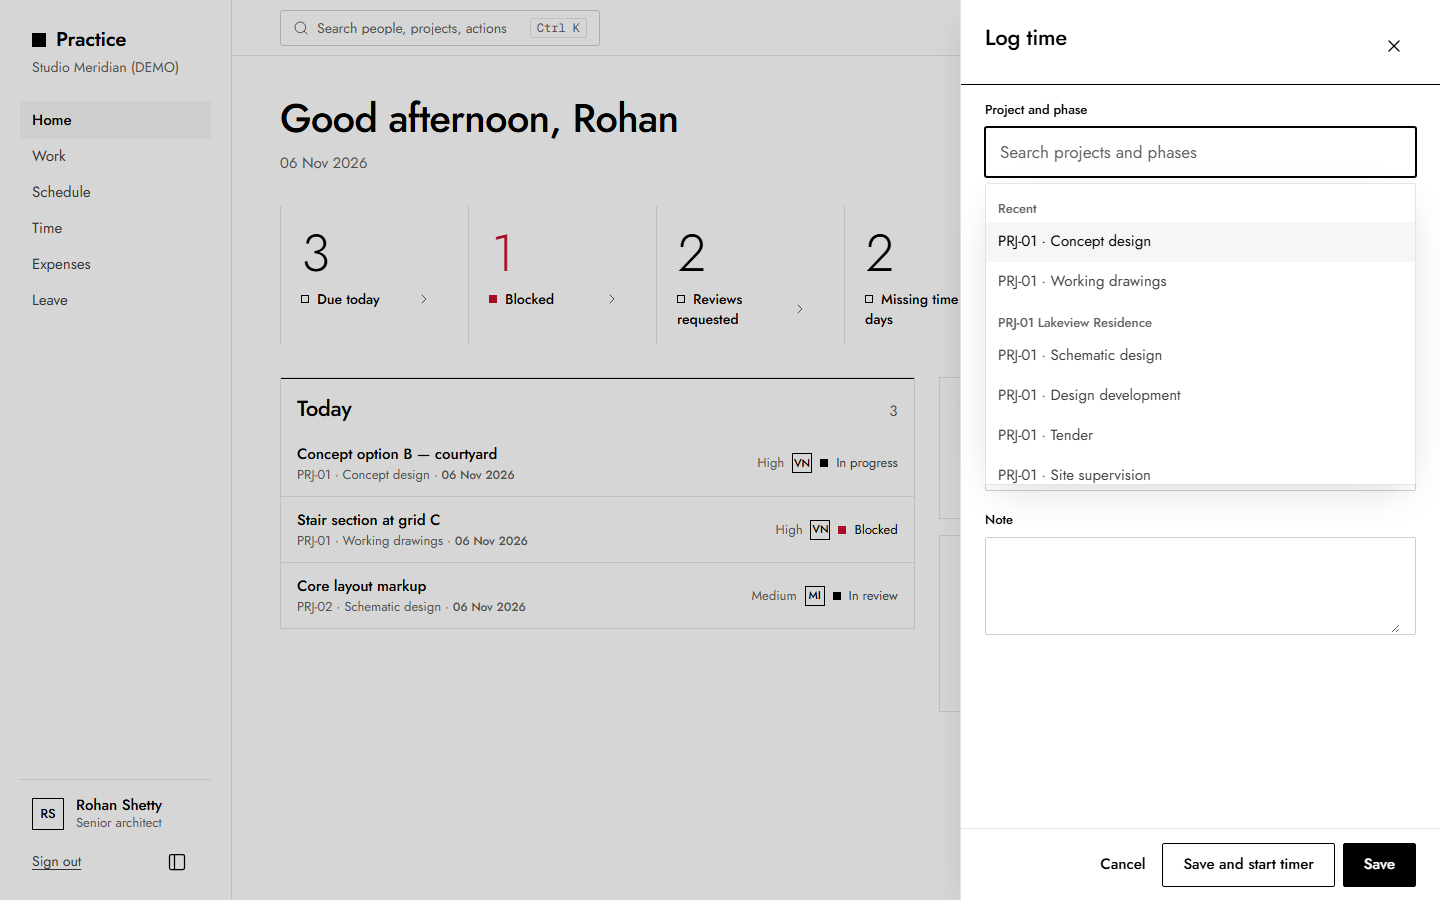 Practice
Studio Meridian (DEMO)
Home
Work
Schedule
Time
Expenses
Leave
RS
Rohan Shetty
Senior architect
Sign out
Search people, projects, actions
Ctrl K
Good afternoon, Rohan
06 Nov 2026
3
Due today
1
Blocked
2
Reviews
requested
2
Missing time
days
Today
3
Concept option B — courtyard
PRJ-01 · Concept design · 06 Nov 2026
High VN In progress
Stair section at grid C
PRJ-01 · Working drawings · 06 Nov 2026
High VN Blocked
Core layout markup
PRJ-02 · Schematic design · 06 Nov 2026
Medium MI In review
Log time
Project and phase
Search projects and phases
Recent
PRJ-01 · Concept design
PRJ-01 · Working drawings
PRJ-01 Lakeview Residence
PRJ-01 · Schematic design
PRJ-01 · Design development
PRJ-01 · Tender
PRJ-01 · Site supervision
Note
Cancel
Save and start timer
Save